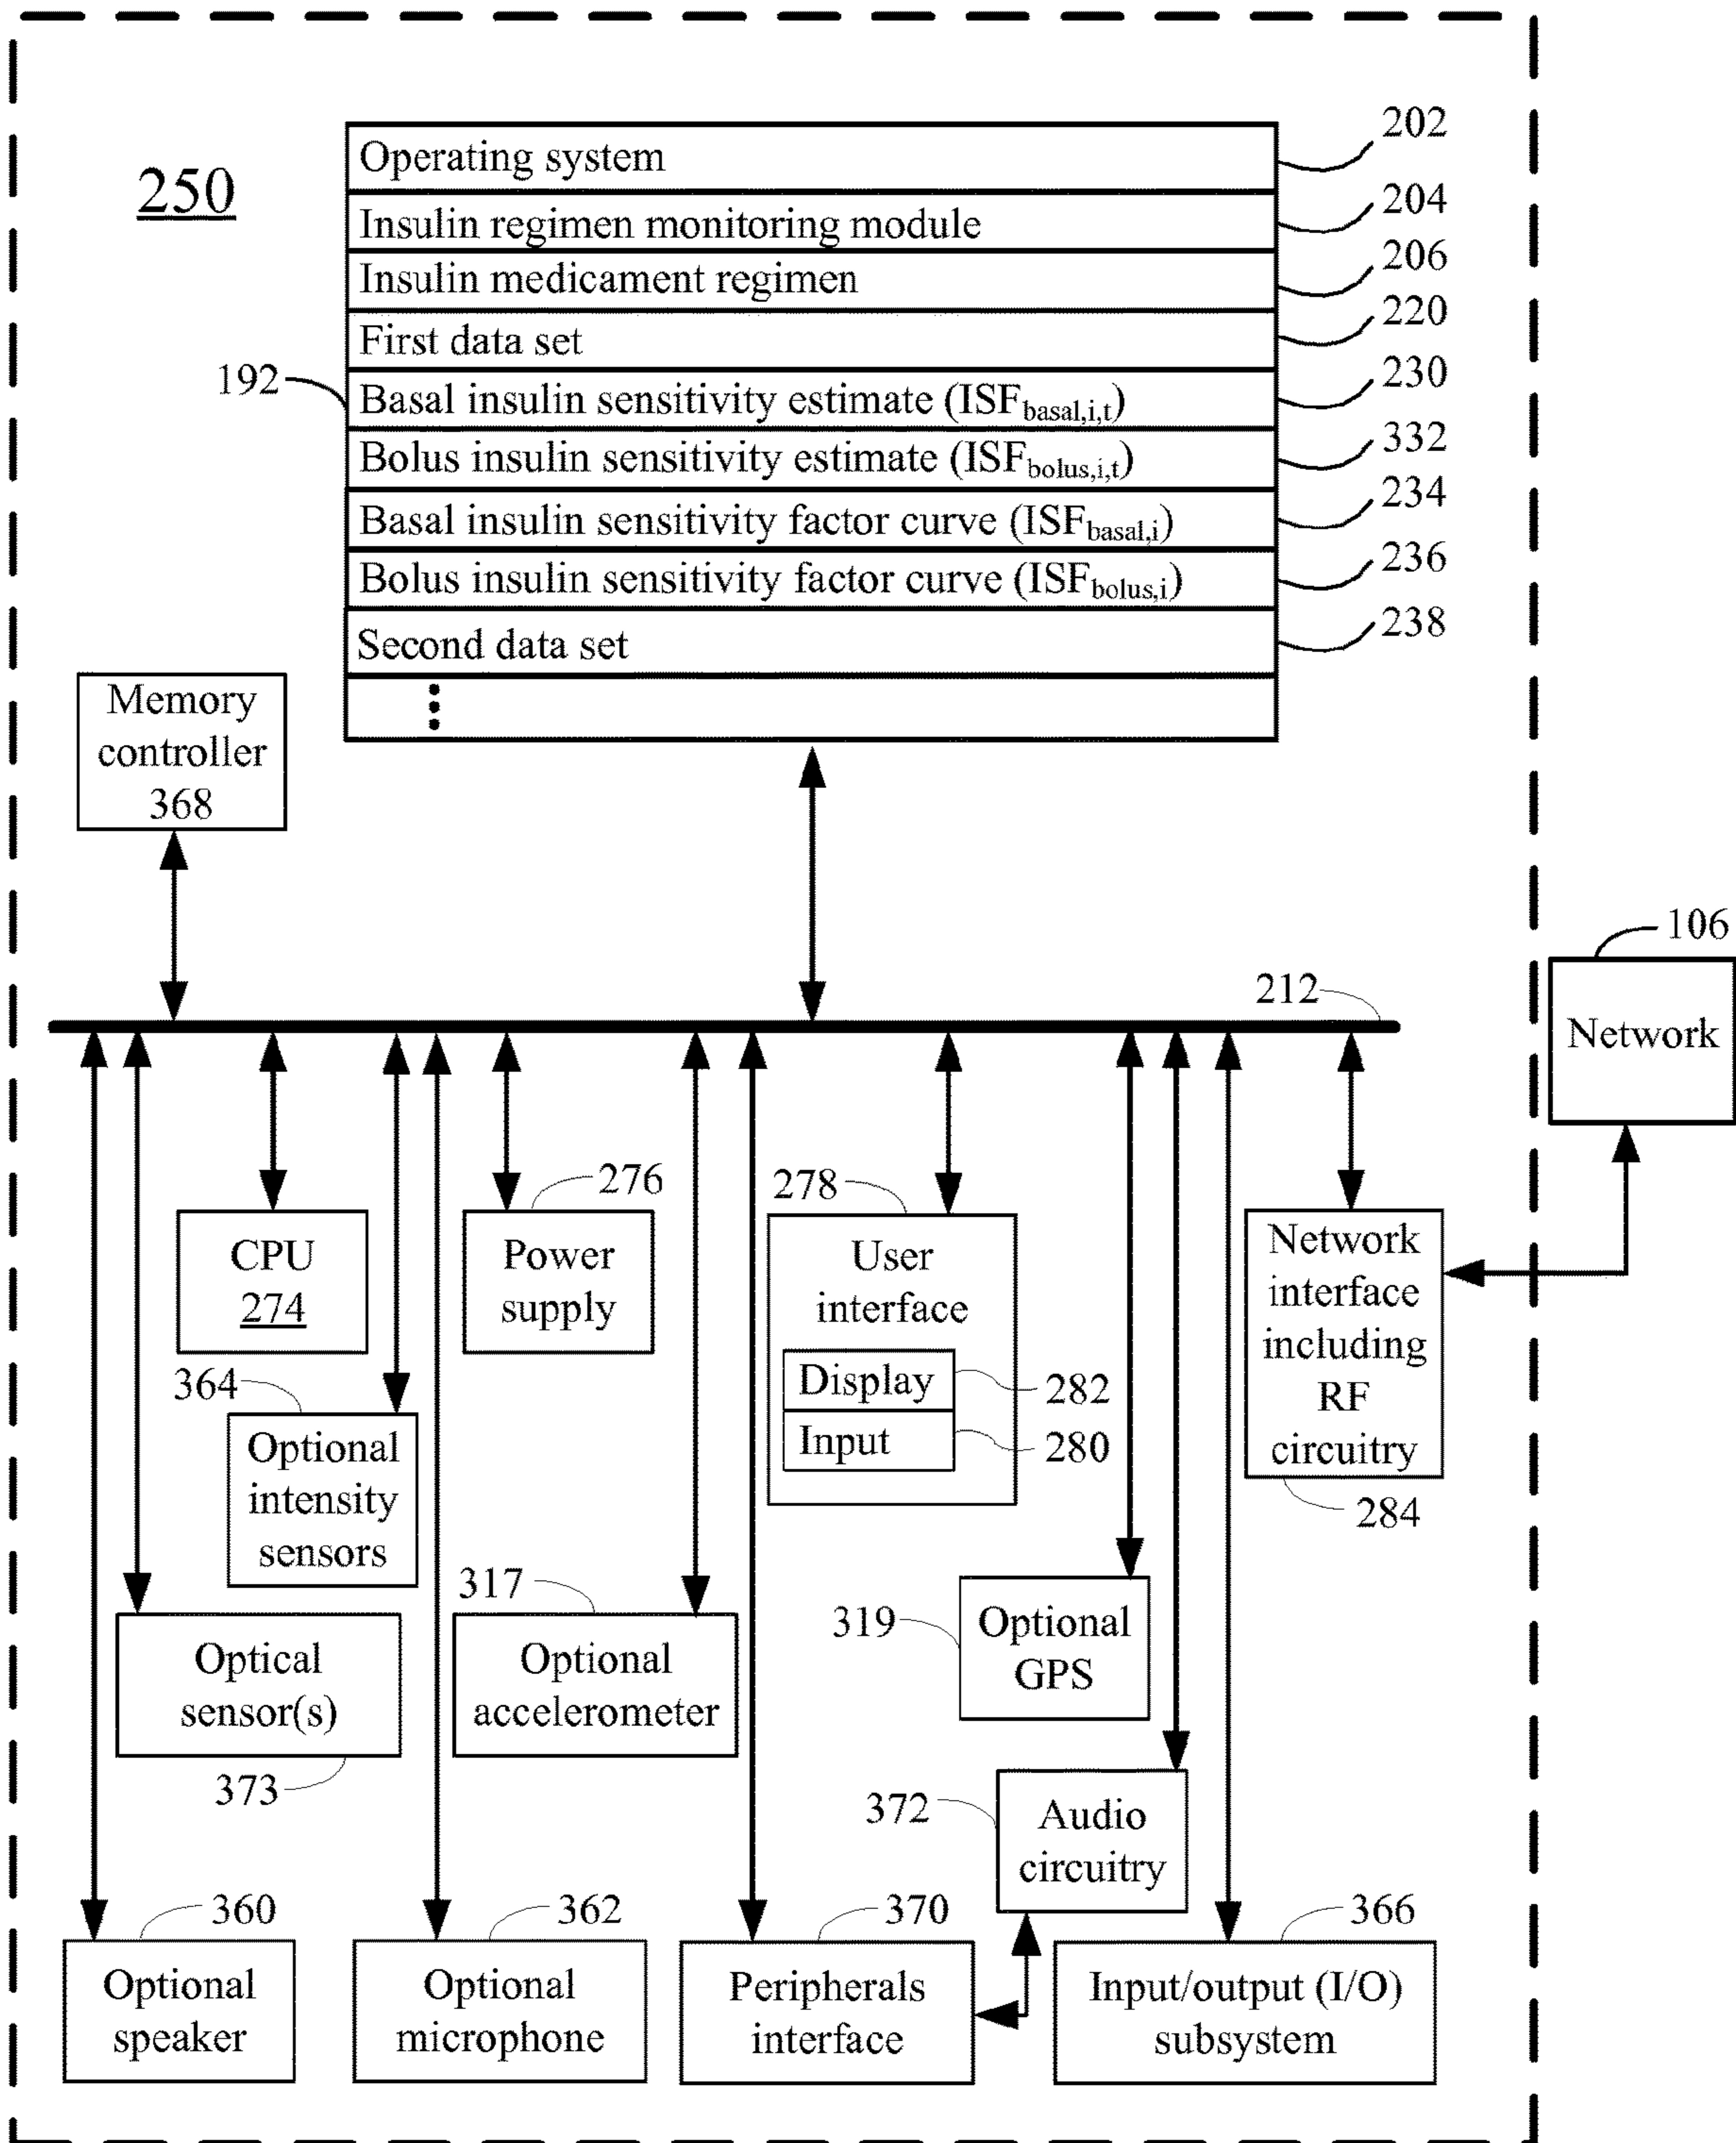 250
Operating system
202
Insulin regimen monitoring module
204
Insulin medicament regimen
206
First data set
220
192
Basal insulin sensitivity estimate (ISFbasal,i,t)
230
Bolus insulin sensitivity estimate (ISFbolus,i,t)
332
Basal insulin sensitivity factor curve (ISFbasal,i)
234
Bolus insulin sensitivity factor curve (ISFbolus,i)
236
Second data set
238
Memory
controller
368
212
106
Network
CPU
274
276
Power
supply
278
User
interface
Display
282
Input
280
Network
interface
including
RF
circuitry
284
364
Optional
intensity
sensors
Optical
sensor(s)
373
317
Optional
accelerometer
319
Optional
GPS
372
Audio
circuitry
360
Optional
speaker
362
Optional
microphone
370
Peripherals
interface
366
Input/output (I/O)
subsystem